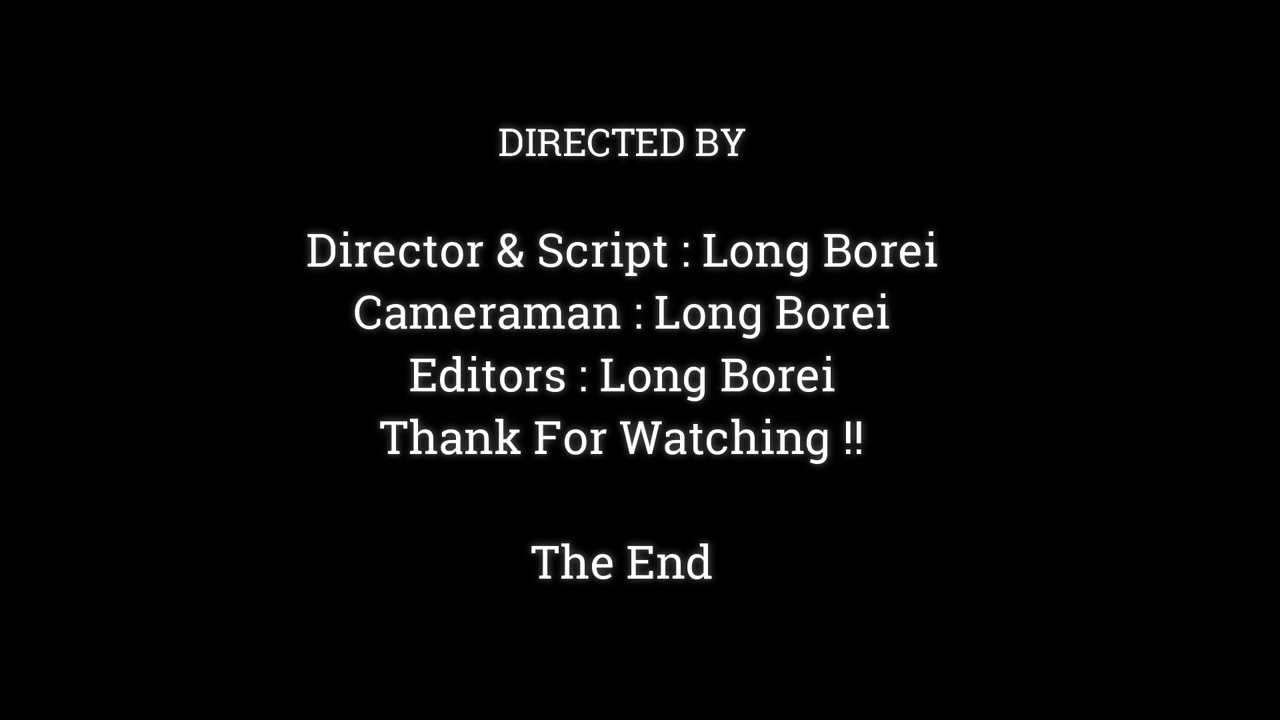 DIRECTED BY
Director & Script : Long Borei
Cameraman : Long Borei
Editors : Long Borei
Thank For Watching !!
The End